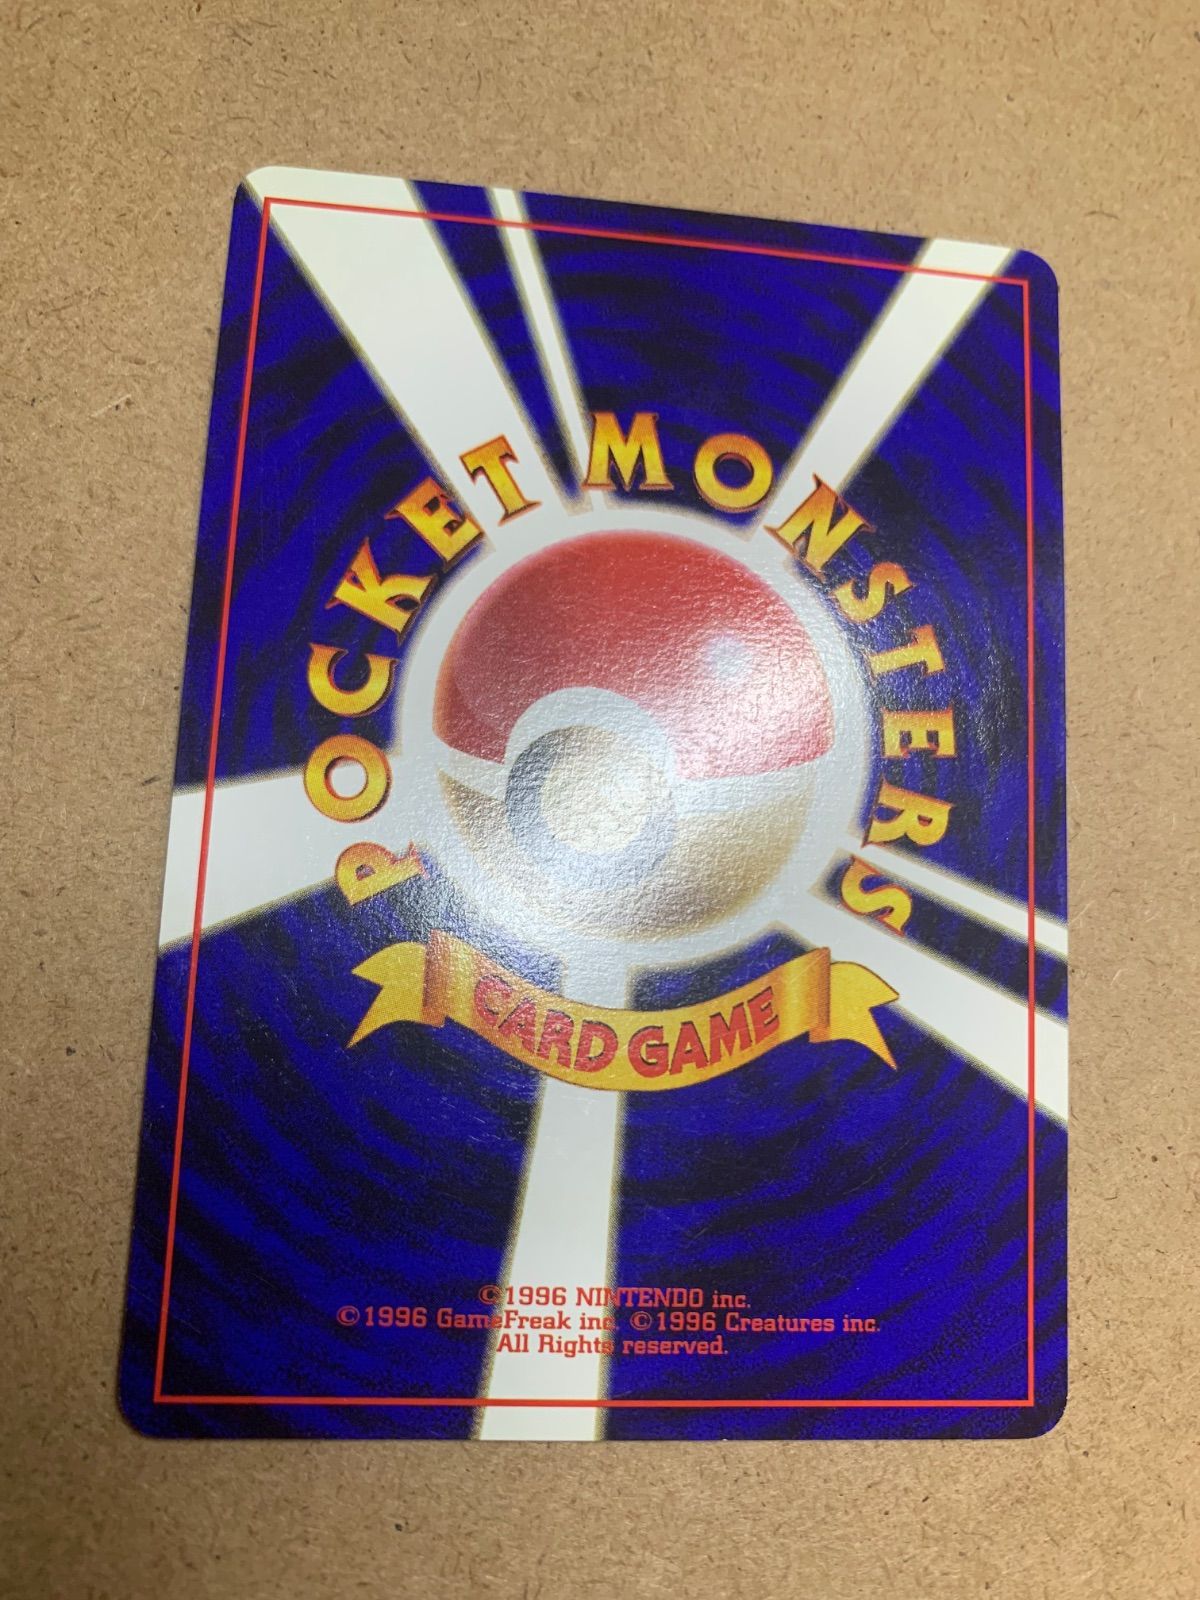 POCKET MONSTERS
CARD GAME
©1996 NINTENDO inc.
©1996 GameFreak inc. ©1996 Creatures inc.
All Rights reserved.